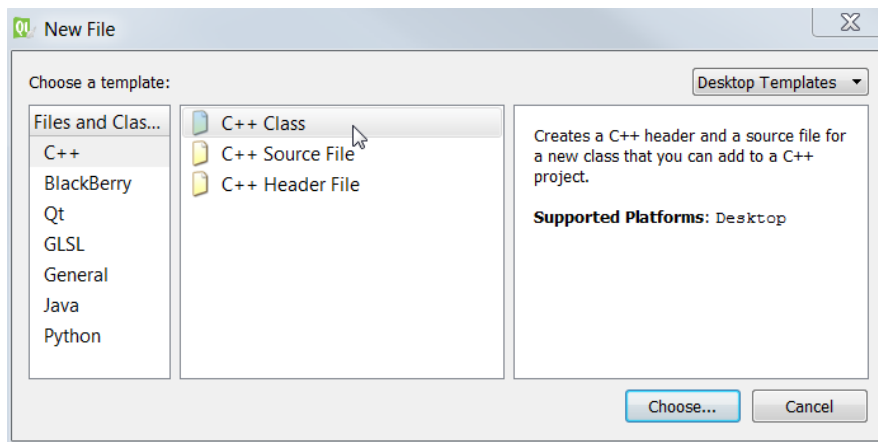 New File
Choose a template:
Desktop Templates
Files and Clas...
C++
BlackBerry
Qt
GLSL
General
Java
Python
C++ Class
C++ Source File
C++ Header File
Creates a C++ header and a source file for
a new class that you can add to a C++
project.
Supported Platforms: Desktop
Choose...
Cancel